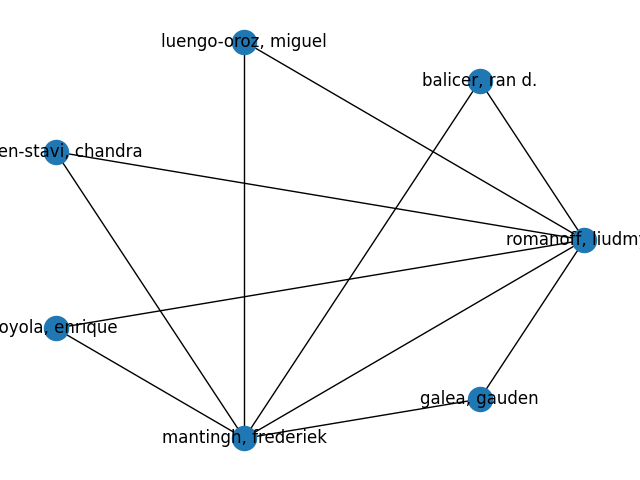 luengo-oroz, miguel
balicer, ran d.
en-stavi, chandra
romanoff, liudm
oyola, enrique
galea, gauden
mantingh, frederiek